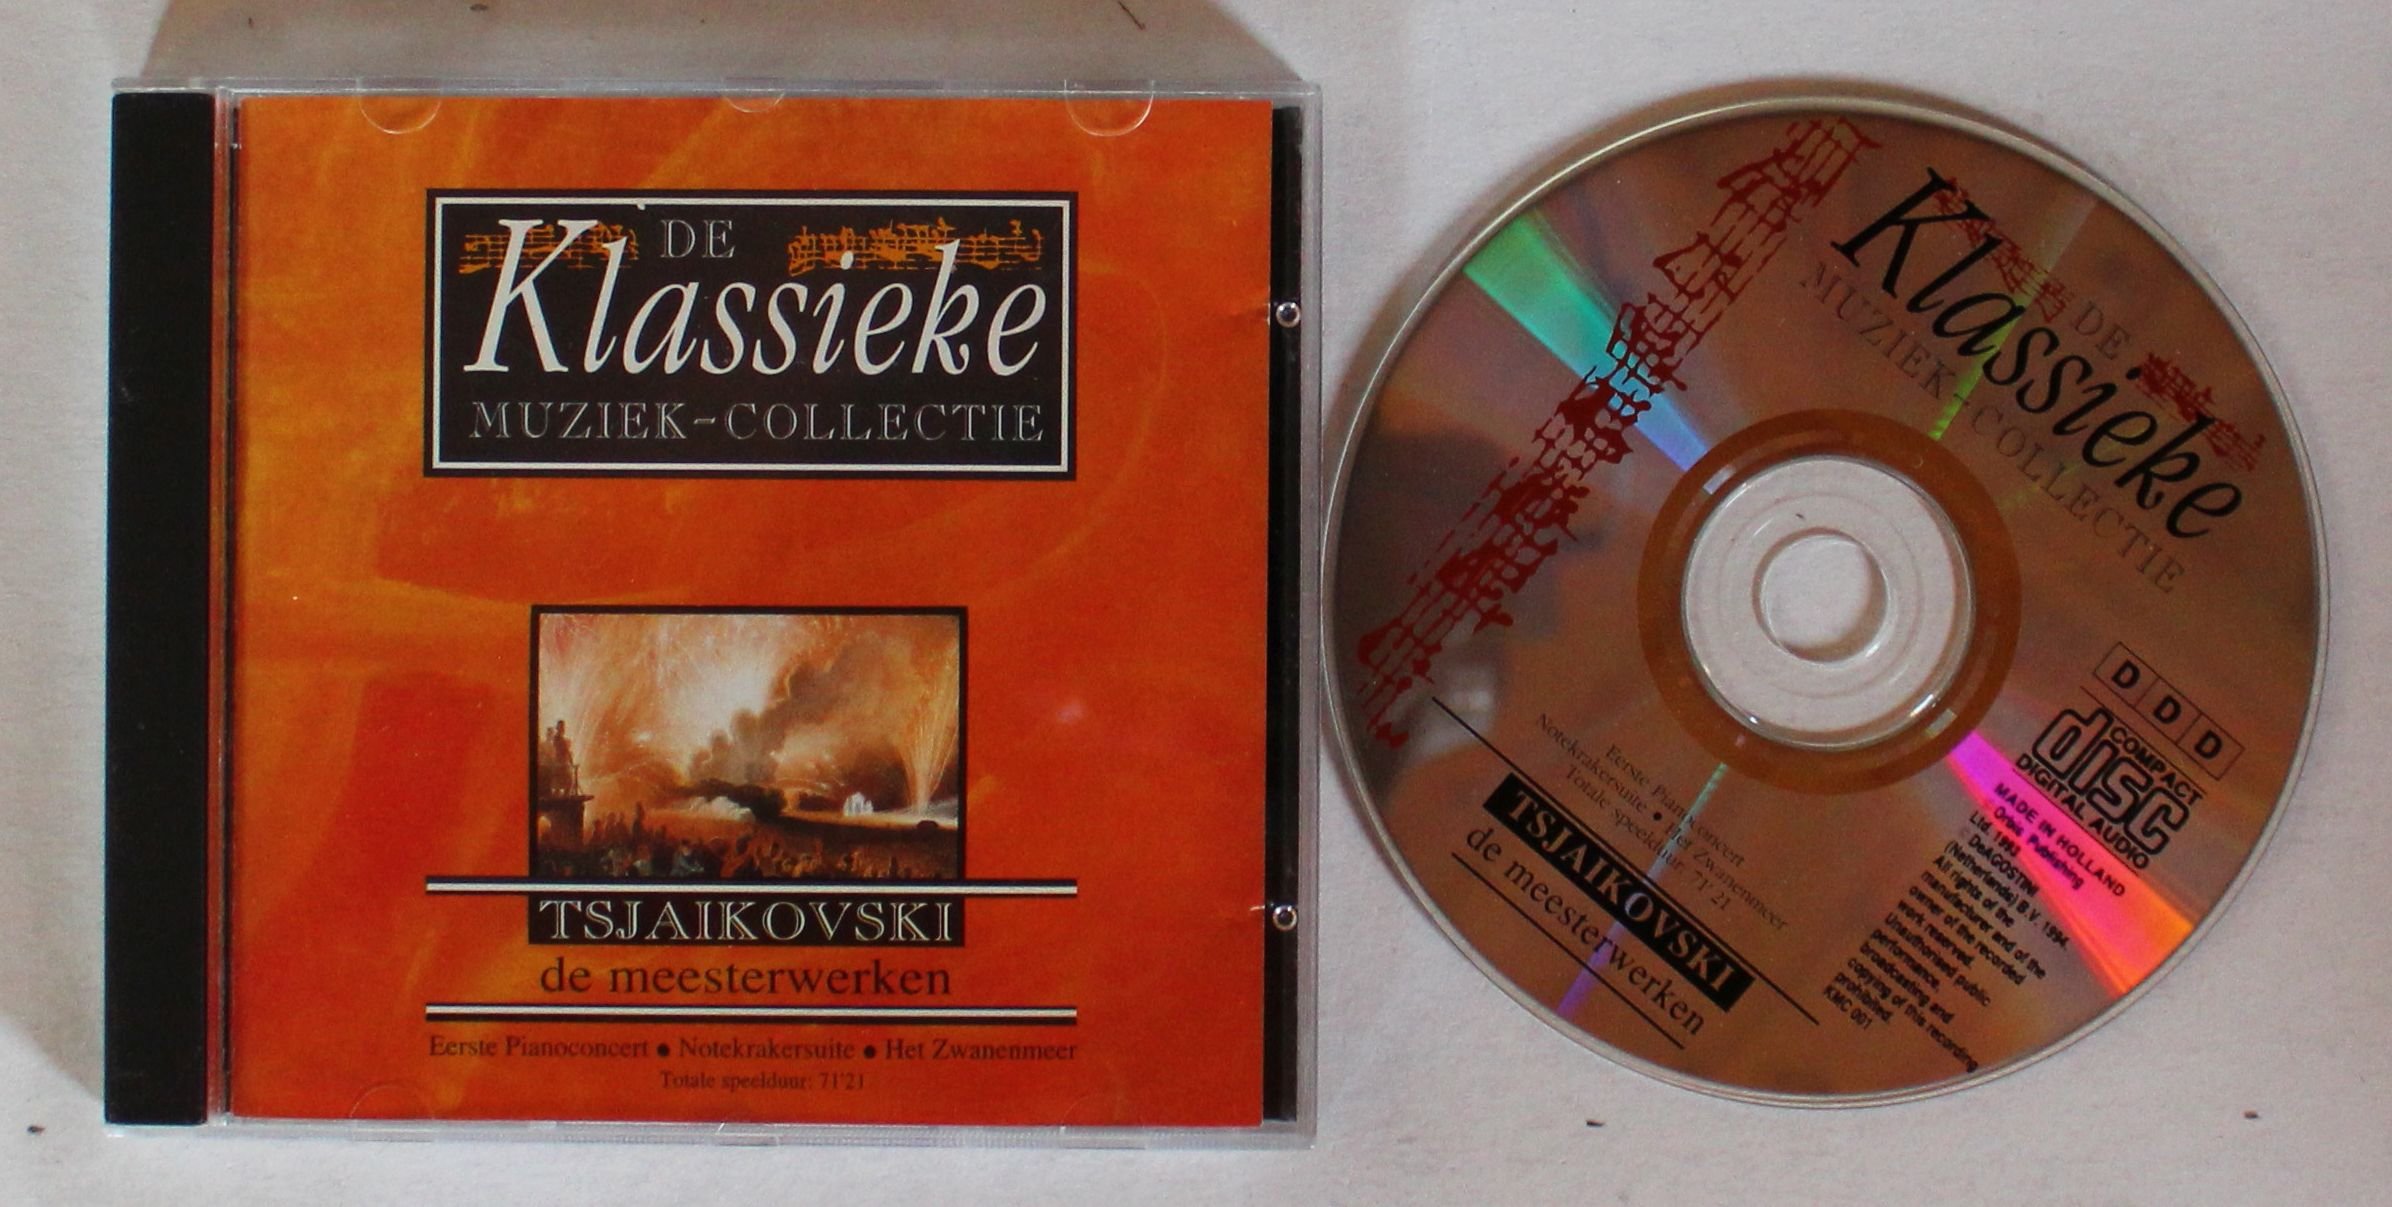 DE
Klassieke
MUZIEK-COLLECTIE
TSJAIKOVSKI
de meesterwerken
Eerste Pianoconcert ● Notekrakersuite ● Het Zwanenmeer
Totale speelduur: 71'21
DE
Klassieke
MUZIEK-COLLECTIE
D D D
COMPACT
disc
DIGITAL AUDIO
MADE IN HOLLAND
Orbis Publishing
Ltd. 1994
DeAGOSTINI
(Netherlands) B.V. 1994.
All rights of the
manufacturer and of the
owner of the recorded
work reserved.
Unauthorised public
performance,
broadcasting and
copying of this recording
prohibited.
KMC 001
Eerste Pianoconcert
Notekrakersuite ● Het Zwanenmeer
Totale speelduur 71'21
TSJAIKOVSKI
de meesterwerken